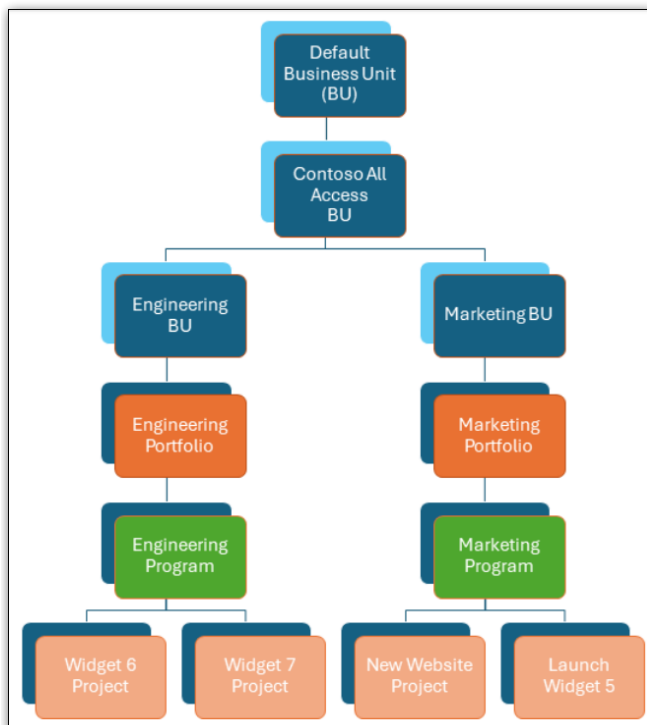 Default
Business Unit
(BU)
Contoso All
Access
BU
Engineering
BU
Marketing BU
Engineering
Portfolio
Marketing
Portfolio
Engineering
Program
Marketing
Program
Widget 6
Project
Widget 7
Project
New Website
Project
Launch
Widget 5